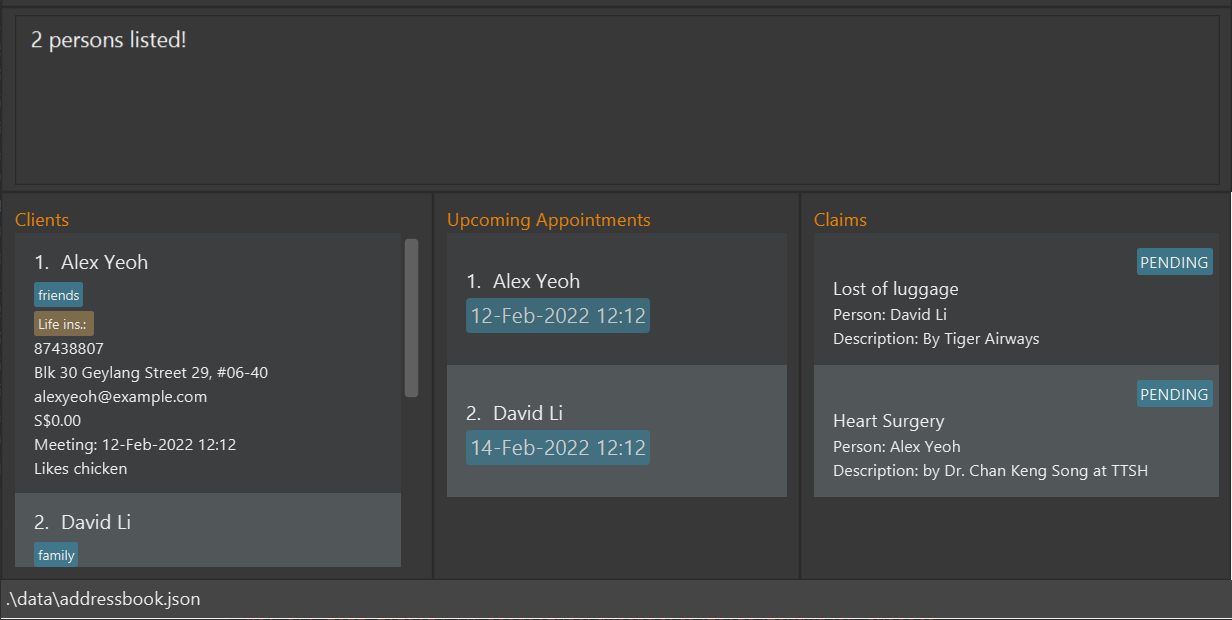 2 persons listed!
Clients
1. Alex Yeoh
friends
Life ins.:
87438807
Blk 30 Geylang Street 29, #06-40
alexyeoh@example.com
S$0.00
Meeting: 12-Feb-2022 12:12
Likes chicken
2. David Li
family
Upcoming Appointments
1. Alex Yeoh
12-Feb-2022 12:12
2. David Li
14-Feb-2022 12:12
Claims
PENDING
Lost of luggage
Person: David Li
Description: By Tiger Airways
PENDING
Heart Surgery
Person: Alex Yeoh
Description: by Dr. Chan Keng Song at TTSH
.\data\addressbook.json